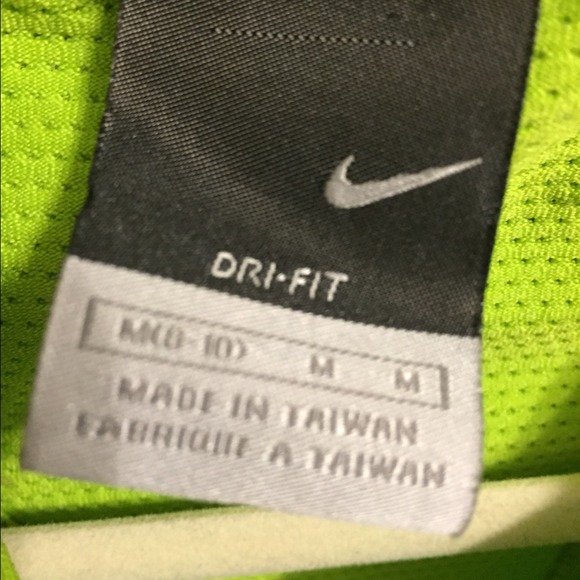 DRI-FIT
M(8-10) M M
MADE IN TAIWAN
FABRIQUE A TAIWAN